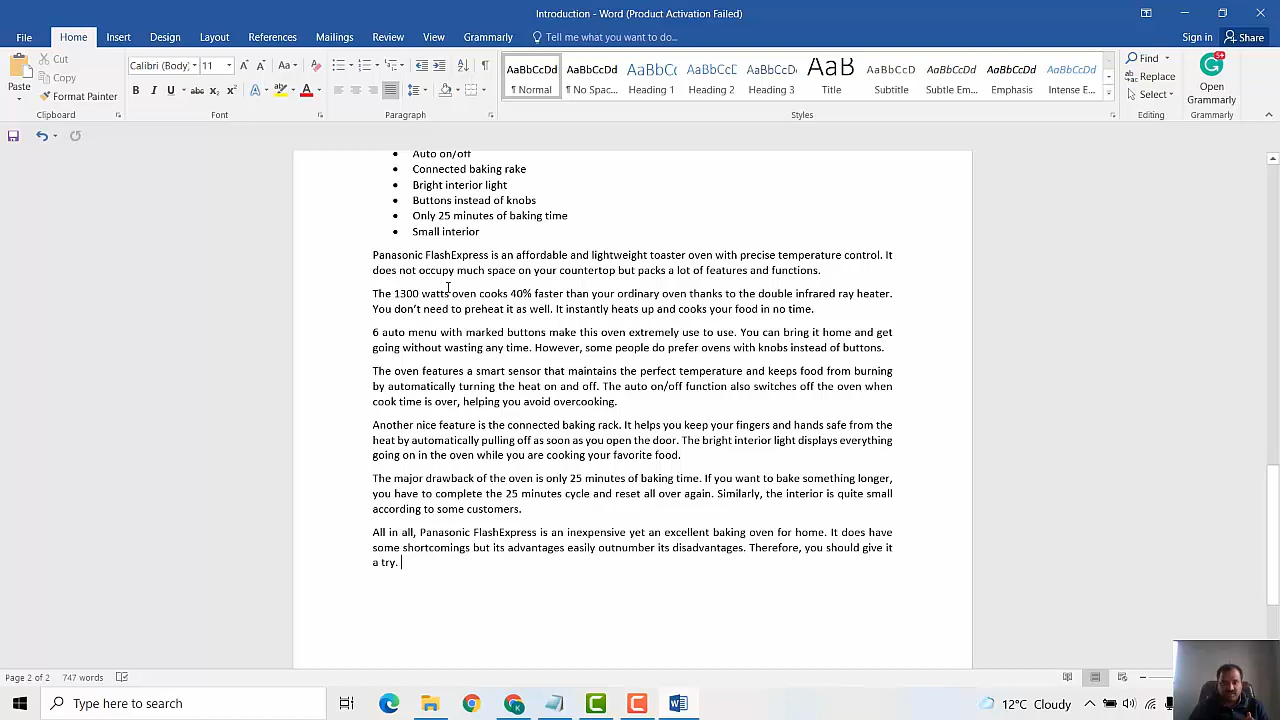 Introduction - Word (Product Activation Failed)
File Home Insert Design Layout References Mailings Review View Grammarly Tell me what you want to do... Sign in Share
Paste
Cut
Copy
Format Painter
Clipboard
Calibri (Body) 11
Aa
B I U abc X₂ X²
Font
Paragraph
AaBbCcDd AaBbCcDd AaBbCc AaBbCcC AaBbCcI AaB AaBbCcC AaBbCcDd AaBbCcDd AaBbCcDd
¶ Normal ¶ No Spac... Heading 1 Heading 2 Heading 3 Title Subtitle Subtle Em... Emphasis Intense E...
Styles
Find
Replace
Select
Editing
Open
Grammarly
Grammarly
• Auto on/off
• Connected baking rake
• Bright interior light
• Buttons instead of knobs
• Only 25 minutes of baking time
• Small interior
Panasonic FlashExpress is an affordable and lightweight toaster oven with precise temperature control. It
does not occupy much space on your countertop but packs a lot of features and functions.
The 1300 watts oven cooks 40% faster than your ordinary oven thanks to the double infrared ray heater.
You don’t need to preheat it as well. It instantly heats up and cooks your food in no time.
6 auto menu with marked buttons make this oven extremely use to use. You can bring it home and get
going without wasting any time. However, some people do prefer ovens with knobs instead of buttons.
The oven features a smart sensor that maintains the perfect temperature and keeps food from burning
by automatically turning the heat on and off. The auto on/off function also switches off the oven when
cook time is over, helping you avoid overcooking.
Another nice feature is the connected baking rack. It helps you keep your fingers and hands safe from the
heat by automatically pulling off as soon as you open the door. The bright interior light displays everything
going on in the oven while you are cooking your favorite food.
The major drawback of the oven is only 25 minutes of baking time. If you want to bake something longer,
you have to complete the 25 minutes cycle and reset all over again. Similarly, the interior is quite small
according to some customers.
All in all, Panasonic FlashExpress is an inexpensive yet an excellent baking oven for home. It does have
some shortcomings but its advantages easily outnumber its disadvantages. Therefore, you should give it
a try.
Page 2 of 2 747 words
Type here to search
12°C Cloudy